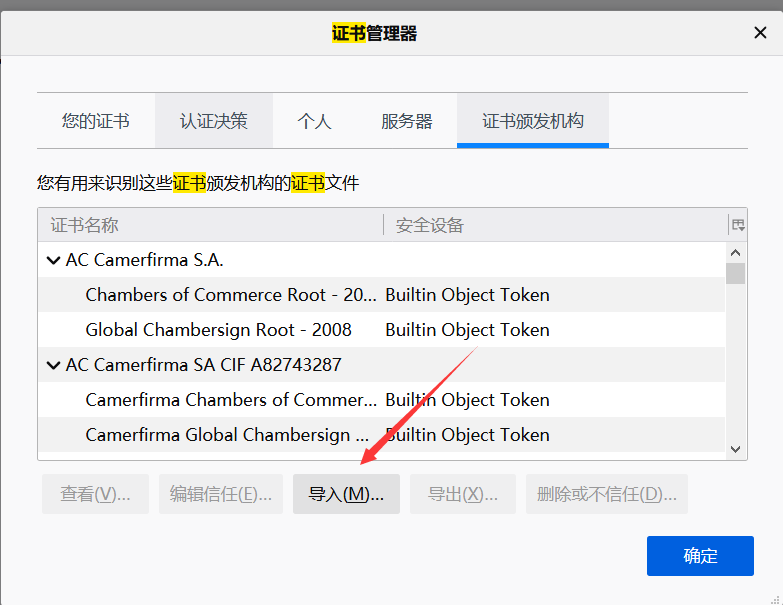 证书管理器
您的证书 认证决策 个人 服务器 证书颁发机构
您有用来识别这些证书颁发机构的证书文件
证书名称 安全设备
AC Camerfirma S.A.
Chambers of Commerce Root - 20... Builtin Object Token
Global Chambersign Root - 2008 Builtin Object Token
AC Camerfirma SA CIF A82743287
Camerfirma Chambers of Commer... Builtin Object Token
Camerfirma Global Chambersign ... Builtin Object Token
查看(V)... 编辑信任(E)... 导入(M)... 导出(X)... 删除或不信任(D)...
确定